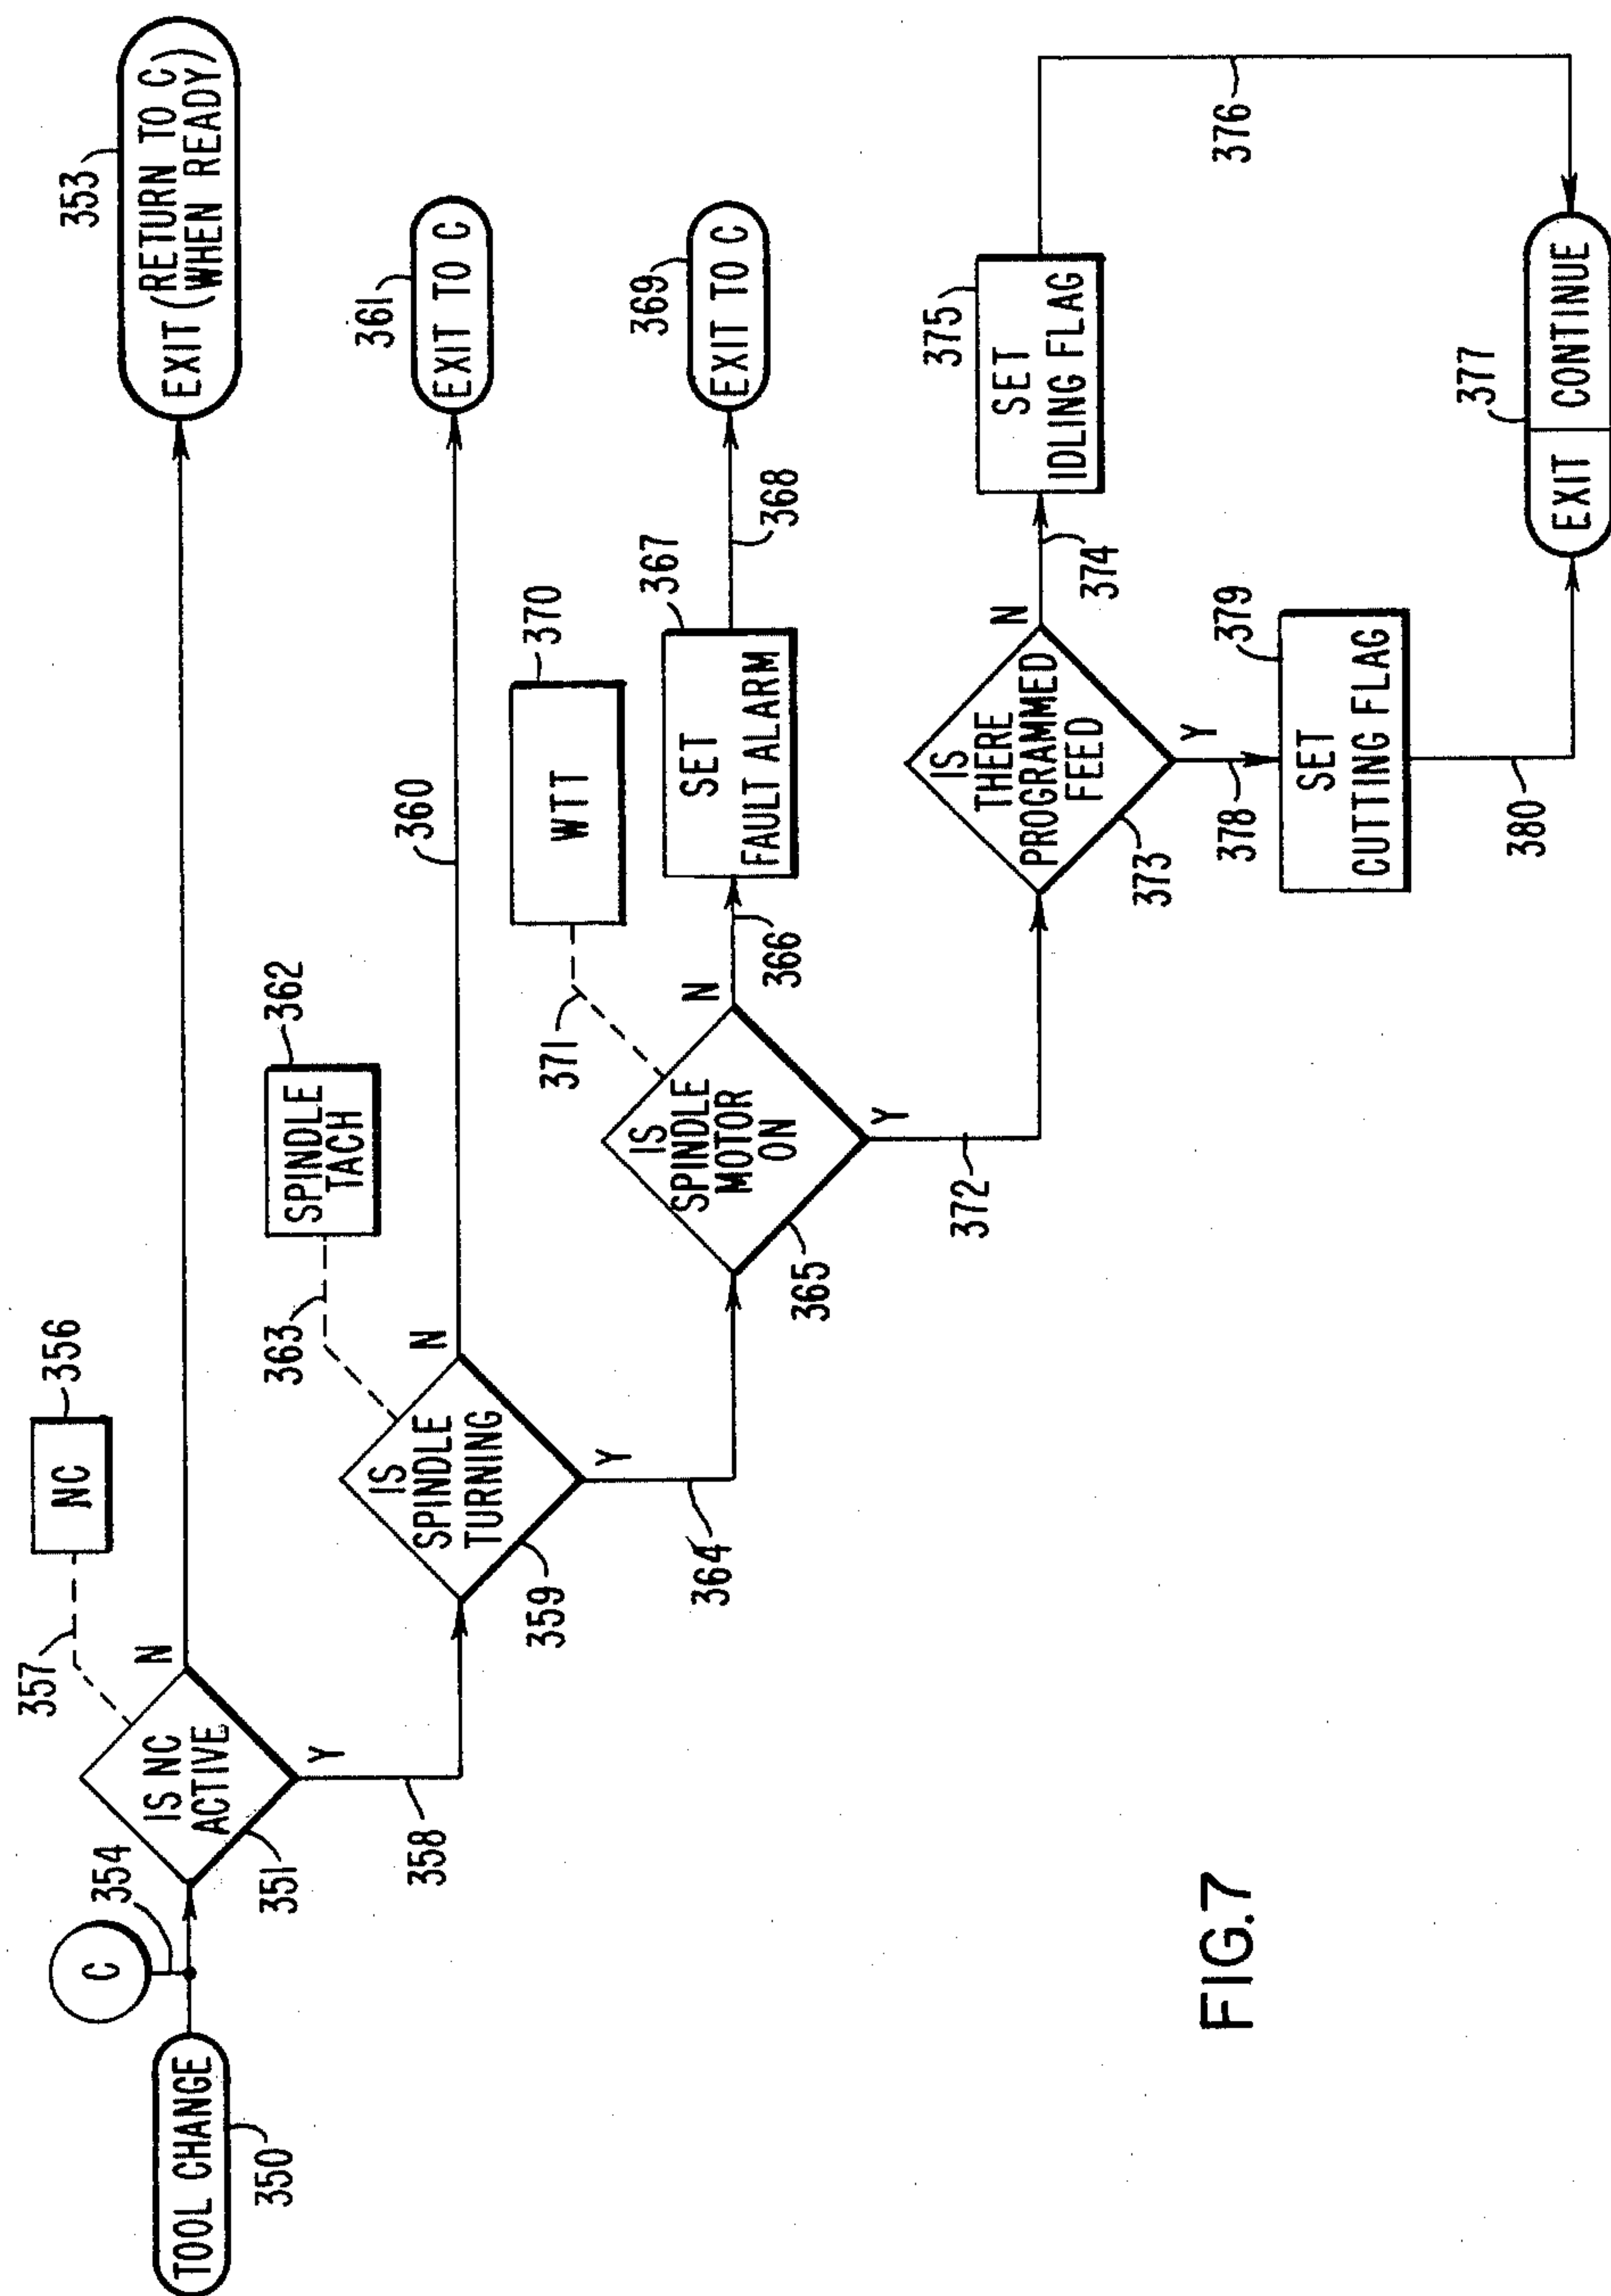 TOOL CHANGE
350
C
354
IS NC
ACTIVE
351
N
Y
357
NC
356
EXIT (RETURN TO C)
(WHEN READY)
353
358
IS
SPINDLE
TURNING
359
N
Y
363
SPINDLE
TACH
362
360
EXIT TO C
361
364
IS
SPINDLE
MOTOR
ON
365
N
Y
371
WTT
370
366
SET
FAULT ALARM
367
368
EXIT TO C
369
372
IS
THERE
PROGRAMMED
FEED
373
N
Y
374
SET
IDLING FLAG
375
376
378
SET
CUTTING FLAG
379
380
EXIT
CONTINUE
377
FIG.7